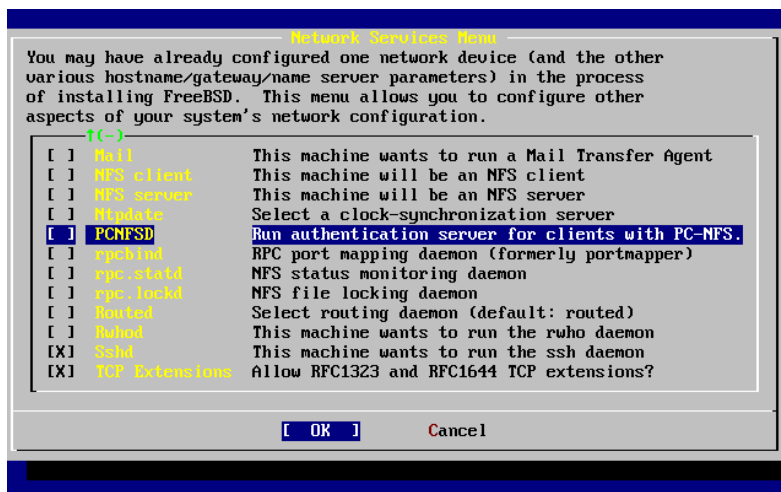 Network Services Menu
You may have already configured one network device (and the other
various hostname/gateway/name server parameters) in the process
of installing FreeBSD.  This menu allows you to configure other
aspects of your system's network configuration.
↑(-)
[ ] Mail This machine wants to run a Mail Transfer Agent
[ ] NFS client This machine will be an NFS client
[ ] NFS server This machine will be an NFS server
[ ] Ntpdate Select a clock-synchronization server
[ ] PCNFSD Run authentication server for clients with PC-NFS.
[ ] rpcbind RPC port mapping daemon (formerly portmapper)
[ ] rpc.statd NFS status monitoring daemon
[ ] rpc.lockd NFS file locking daemon
[ ] Routed Select routing daemon (default: routed)
[ ] Rwhod This machine wants to run the rwho daemon
[X] Sshd This machine wants to run the ssh daemon
[X] TCP Extensions Allow RFC1323 and RFC1644 TCP extensions?
[ OK ] Cancel